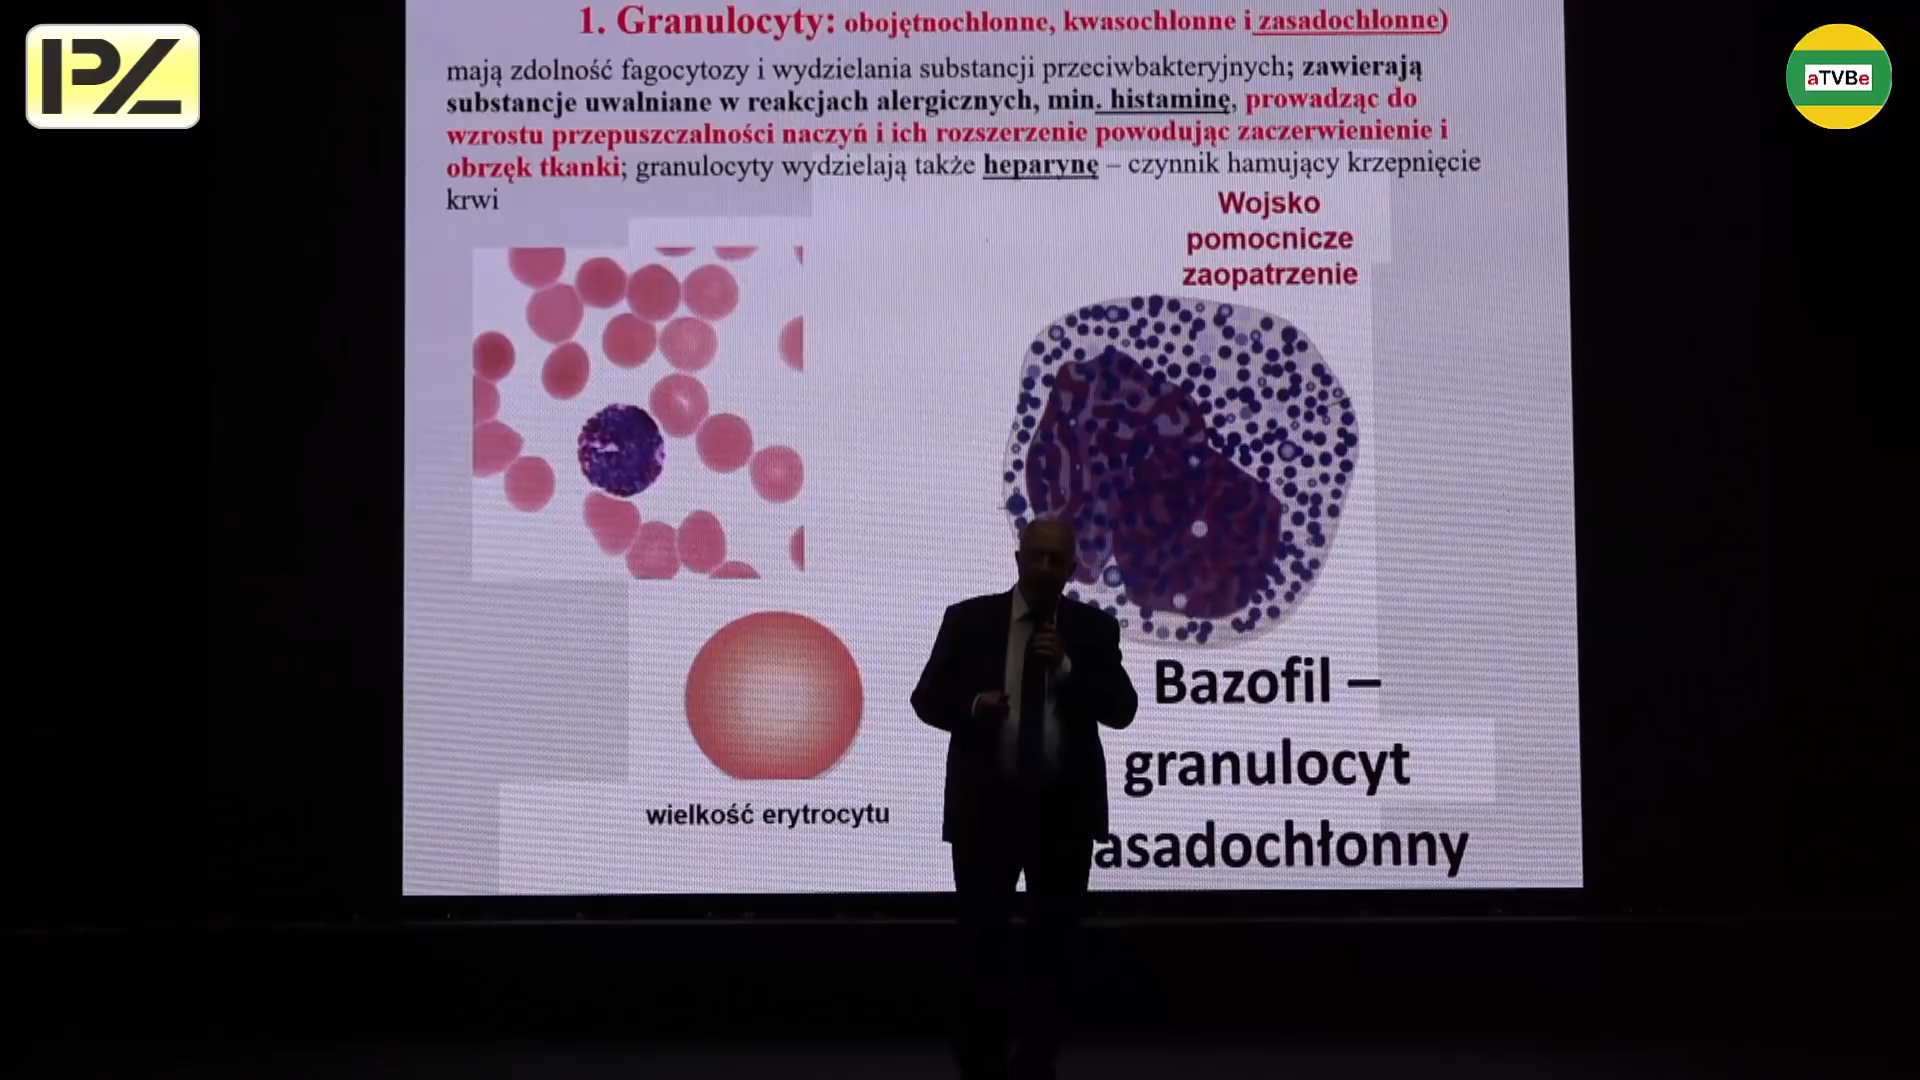 PZ
aTVBe
1. Granulocyty: obojętnochłonne, kwasochłonne i zasadochłonne)
mają zdolność fagocytozy i wydzielania substancji przeciwbakteryjnych; zawierają
substancje uwalniane w reakcjach alergicznych, min. histaminę, prowadząc do
wzrostu przepuszczalności naczyń i ich rozszerzenie powodując zaczerwienienie i
obrzęk tkanki; granulocyty wydzielają także heparynę – czynnik hamujący krzepnięcie
krwi
Wojsko
pomocnicze
zaopatrzenie
wielkość erytrocytu
Bazofil –
granulocyt
asadochłonny